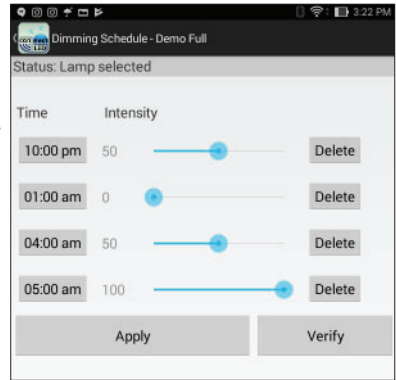 3:22 PM
Dimming Schedule - Demo Full
Status: Lamp selected
Time Intensity
10:00 pm 50 Delete
01:00 am 0 Delete
04:00 am 50 Delete
05:00 am 100 Delete
Apply Verify